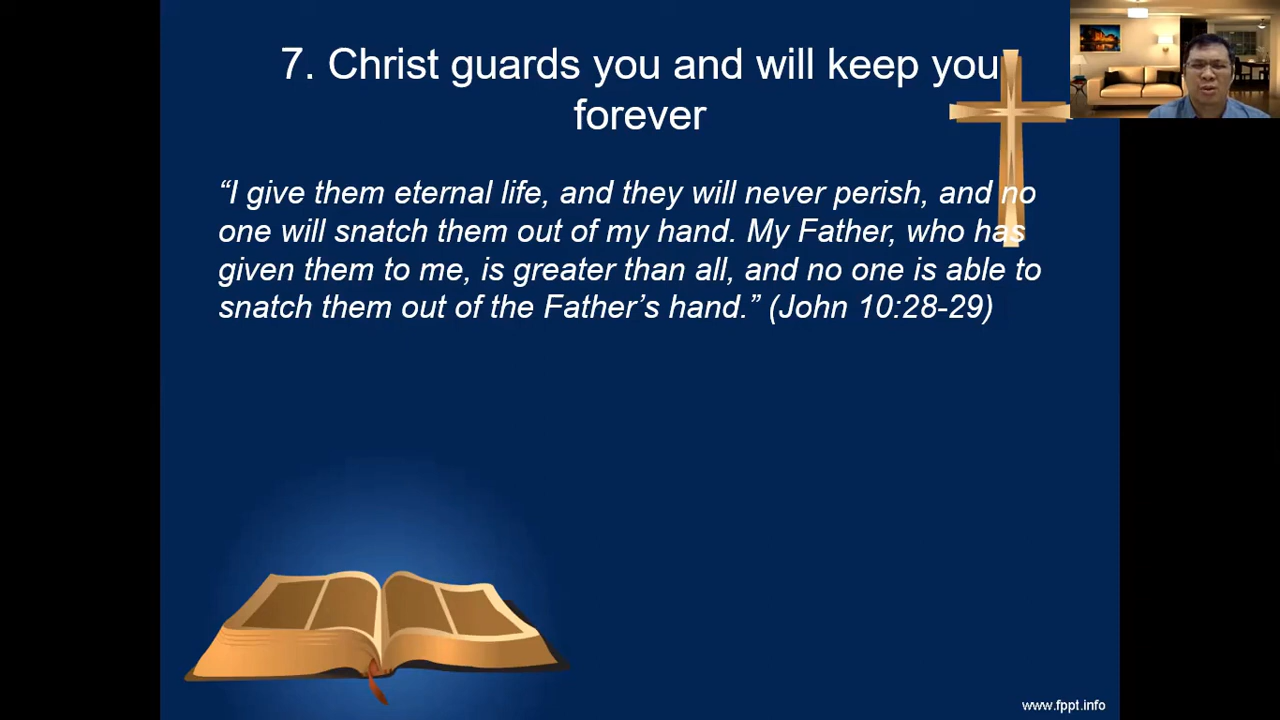 7. Christ guards you and will keep you
forever
“I give them eternal life, and they will never perish, and no
one will snatch them out of my hand. My Father, who has
given them to me, is greater than all, and no one is able to
snatch them out of the Father’s hand.” (John 10:28-29)
www.fppt.info